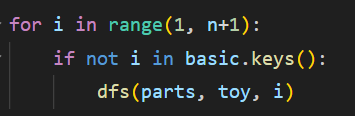 for i in range(1, n+1):
if not i in basic.keys():
dfs(parts, toy, i)